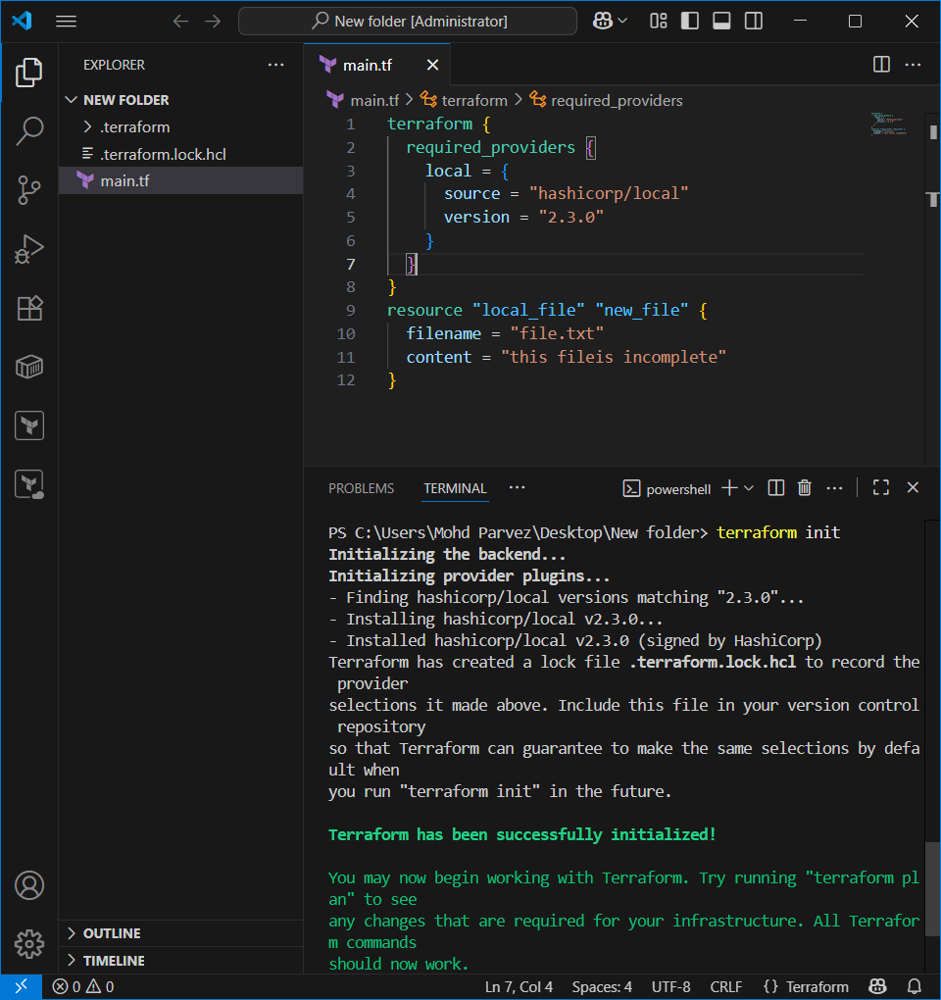 New folder [Administrator]
EXPLORER
NEW FOLDER
.terraform
.terraform.lock.hcl
main.tf
main.tf
main.tf > terraform > required_providers
1 terraform {
2 required_providers {
3 local = {
4 source = "hashicorp/local"
5 version = "2.3.0"
6 }
7 }
8 }
9 resource "local_file" "new_file" {
10 filename = "file.txt"
11 content = "this fileis incomplete"
12 }
PROBLEMS TERMINAL powershell
PS C:\Users\Mohd Parvez\Desktop\New folder> terraform init
Initializing the backend...
Initializing provider plugins...
- Finding hashicorp/local versions matching "2.3.0"...
- Installing hashicorp/local v2.3.0...
- Installed hashicorp/local v2.3.0 (signed by HashiCorp)
Terraform has created a lock file .terraform.lock.hcl to record the
provider
selections it made above. Include this file in your version control
repository
so that Terraform can guarantee to make the same selections by defa
ult when
you run "terraform init" in the future.
Terraform has been successfully initialized!
You may now begin working with Terraform. Try running "terraform pl
an" to see
any changes that are required for your infrastructure. All Terrafor
m commands
should now work.
OUTLINE
TIMELINE
0 0 Ln 7, Col 4 Spaces: 4 UTF-8 CRLF {} Terraform